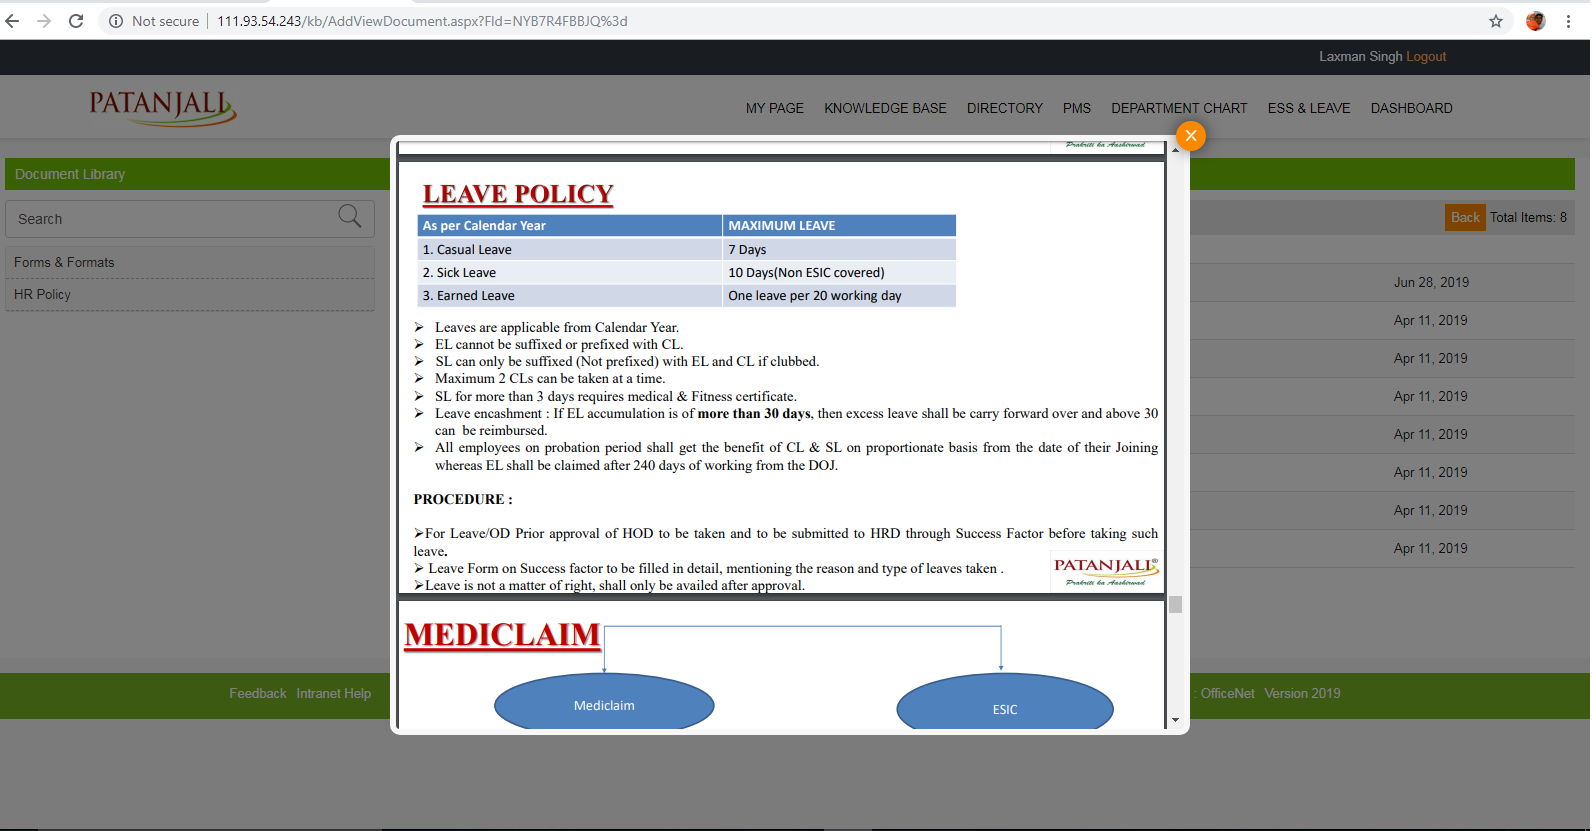 Not secure | 111.93.54.243/kb/AddViewDocument.aspx?FId=NYB7R4FBBJQ%3d
Laxman Singh Logout
PATANJALI
MY PAGE KNOWLEDGE BASE DIRECTORY PMS DEPARTMENT CHART ESS & LEAVE DASHBOARD
Prakriti ka Aashirwad
Document Library
Search
Back Total Items: 8
Forms & Formats
HR Policy
Jun 28, 2019
Apr 11, 2019
Apr 11, 2019
Apr 11, 2019
Apr 11, 2019
Apr 11, 2019
Apr 11, 2019
Apr 11, 2019
LEAVE POLICY
As per Calendar Year MAXIMUM LEAVE
1. Casual Leave 7 Days
2. Sick Leave 10 Days(Non ESIC covered)
3. Earned Leave One leave per 20 working day
➢ Leaves are applicable from Calendar Year.
➢ EL cannot be suffixed or prefixed with CL.
➢ SL can only be suffixed (Not prefixed) with EL and CL if clubbed.
➢ Maximum 2 CLs can be taken at a time.
➢ SL for more than 3 days requires medical & Fitness certificate.
➢ Leave encashment : If EL accumulation is of more than 30 days, then excess leave shall be carry forward over and above 30
can be reimbursed.
➢ All employees on probation period shall get the benefit of CL & SL on proportionate basis from the date of their Joining
whereas EL shall be claimed after 240 days of working from the DOJ.
PROCEDURE :
➢For Leave/OD Prior approval of HOD to be taken and to be submitted to HRD through Success Factor before taking such
leave.
➢ Leave Form on Success factor to be filled in detail, mentioning the reason and type of leaves taken .
➢Leave is not a matter of right, shall only be availed after approval.
PATANJALI®
Prakriti ka Aashirwad
MEDICLAIM
Mediclaim
ESIC
Feedback Intranet Help
: OfficeNet Version 2019